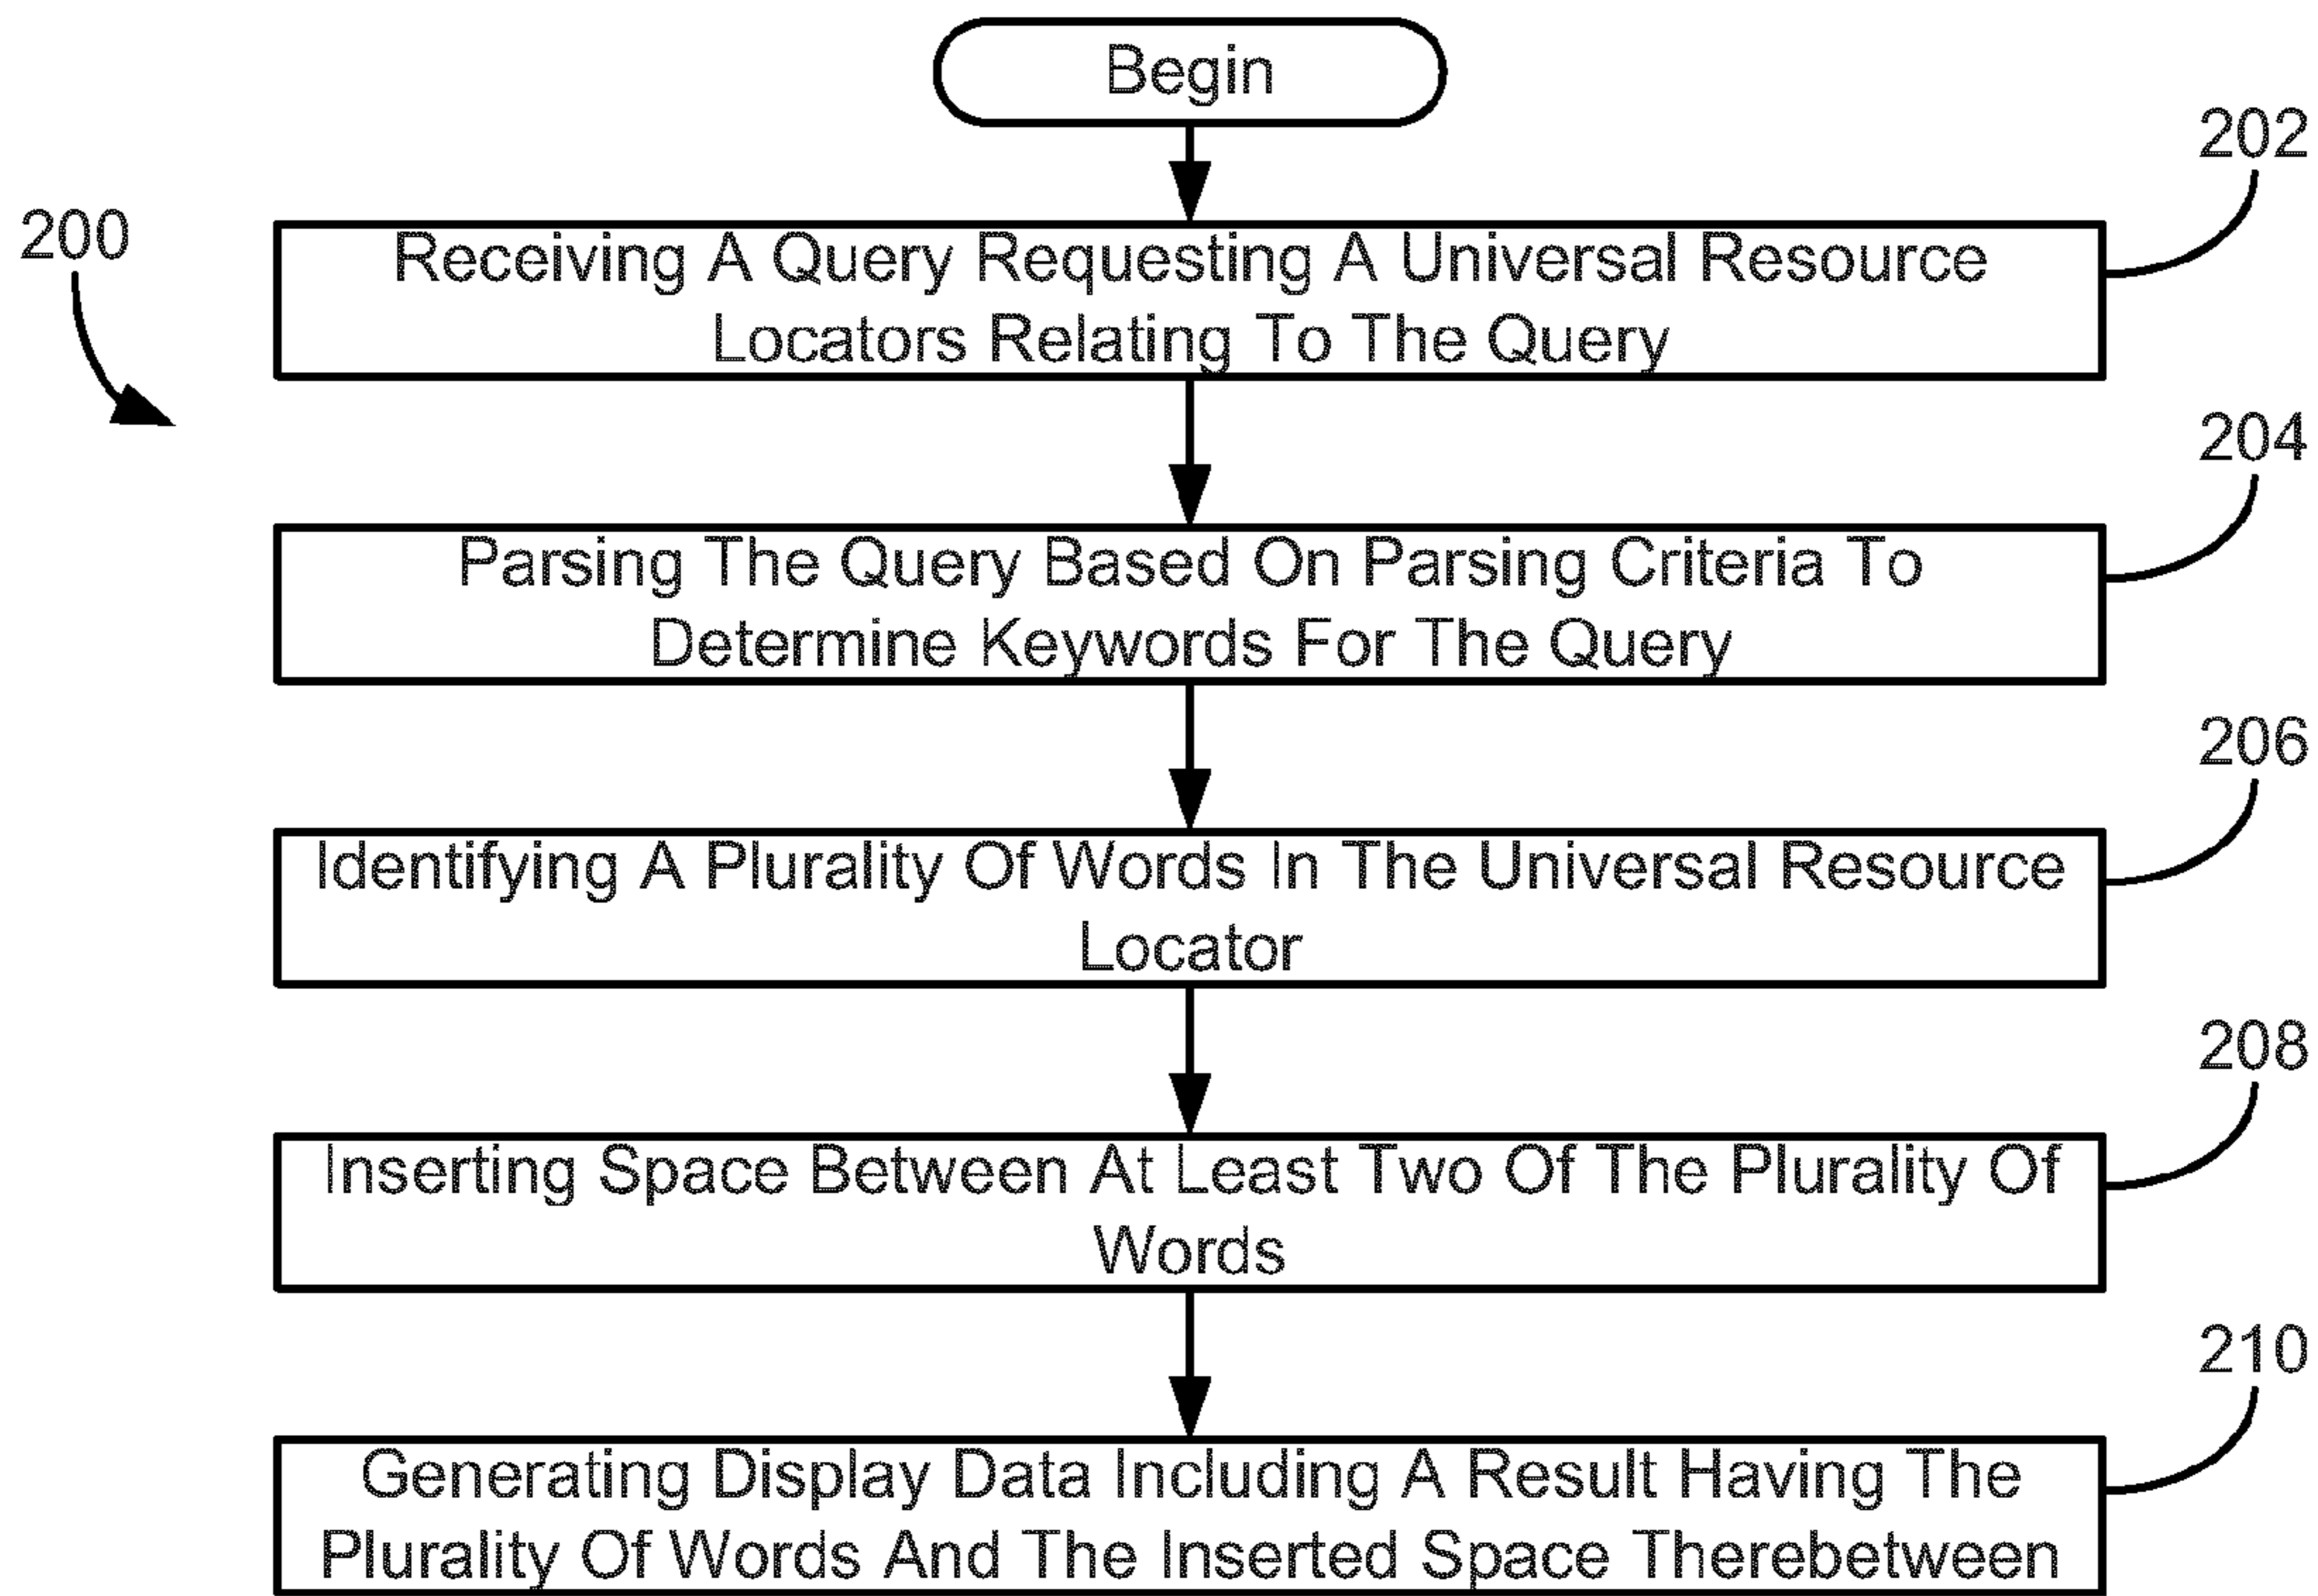 Begin
202
200
Receiving A Query Requesting A Universal Resource
Locators Relating To The Query
204
Parsing The Query Based On Parsing Criteria To
Determine Keywords For The Query
206
Identifying A Plurality Of Words In The Universal Resource
Locator
208
Inserting Space Between At Least Two Of The Plurality Of
Words
210
Generating Display Data Including A Result Having The
Plurality Of Words And The Inserted Space Therebetween